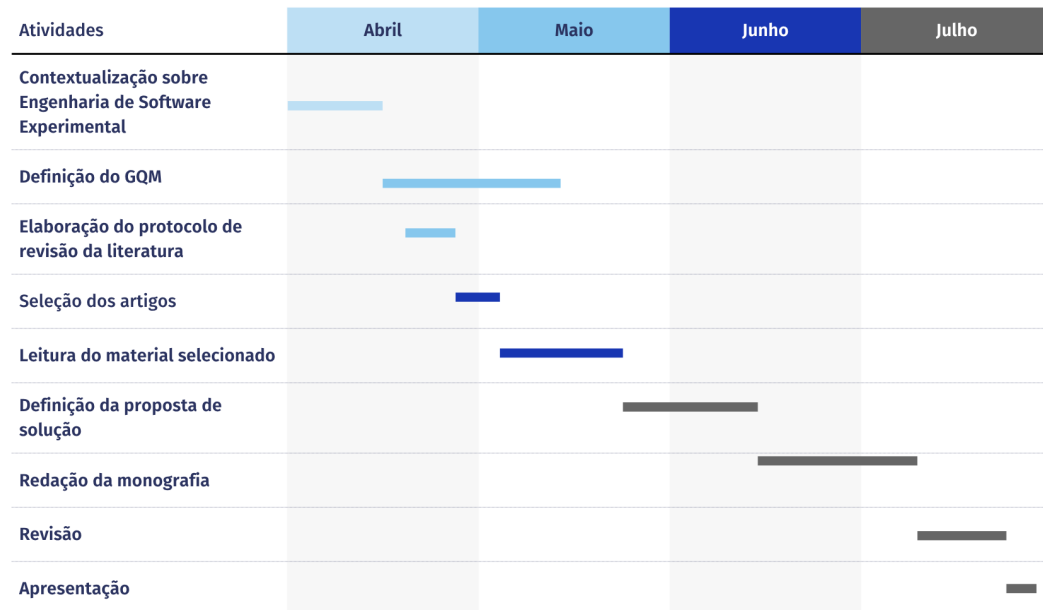 Atividades
Abril
Maio
Junho
Julho
Contextualização sobre
Engenharia de Software
Experimental
Definição do GQM
Elaboração do protocolo de
revisão da literatura
Seleção dos artigos
Leitura do material selecionado
Definição da proposta de
solução
Redação da monografia
Revisão
Apresentação